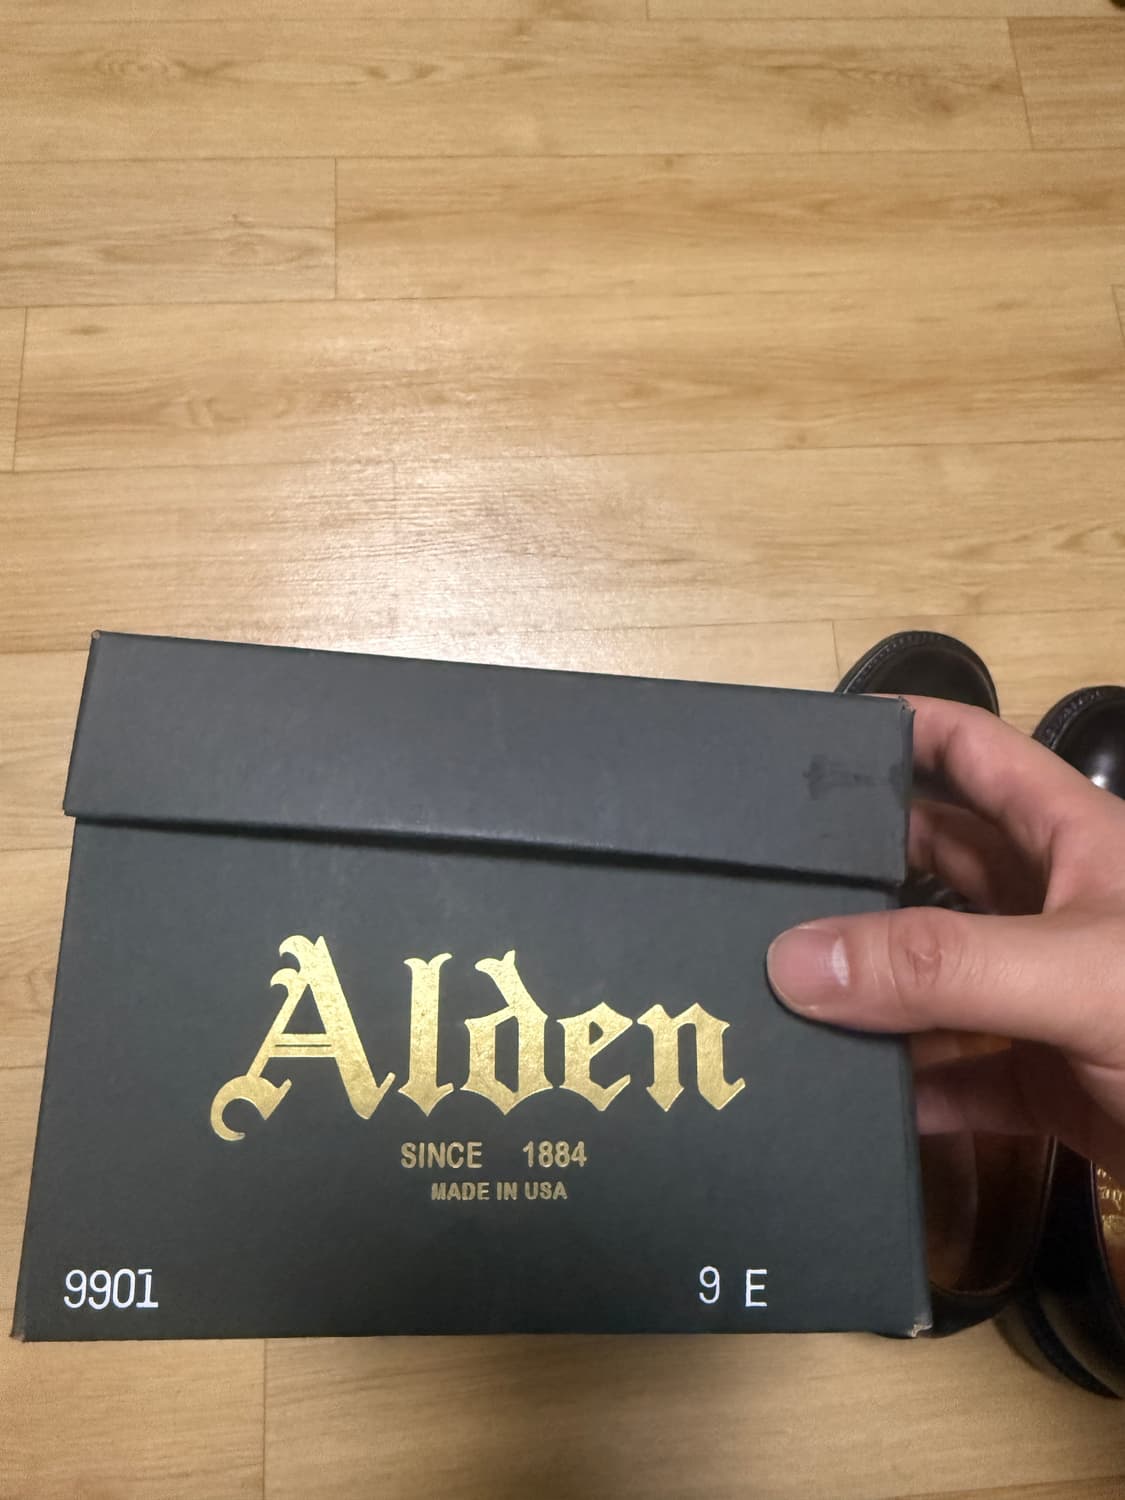 Alden
SINCE 1884
MADE IN USA
9901 9 E